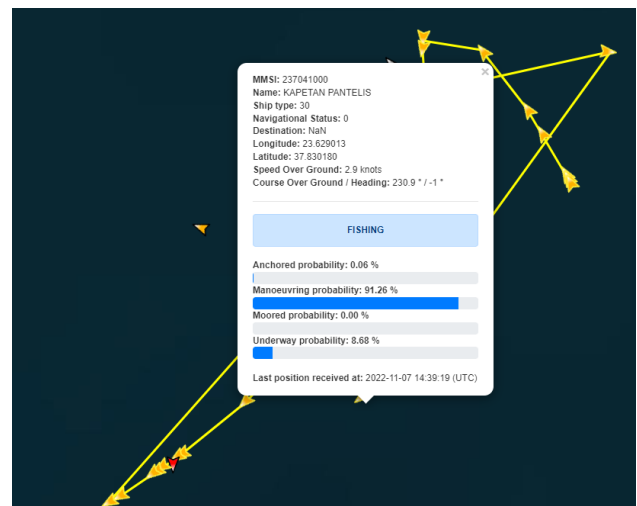 ×
MMSI: 237041000
Name: KAPETAN PANTELIS
Ship type: 30
Navigational Status: 0
Destination: NaN
Longitude: 23.629013
Latitude: 37.830180
Speed Over Ground: 2.9 knots
Course Over Ground / Heading: 230.9 ° / -1 °
FISHING
Anchored probability: 0.06 %
Manoeuvring probability: 91.26 %
Moored probability: 0.00 %
Underway probability: 8.68 %
Last position received at: 2022-11-07 14:39:19 (UTC)